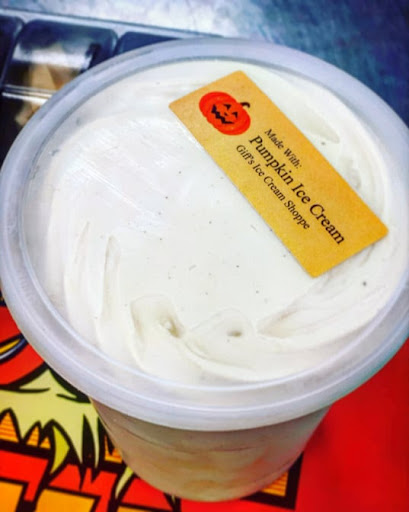 Made With:
Pumpkin Ice Cream
Giff's Ice Cream Shoppe